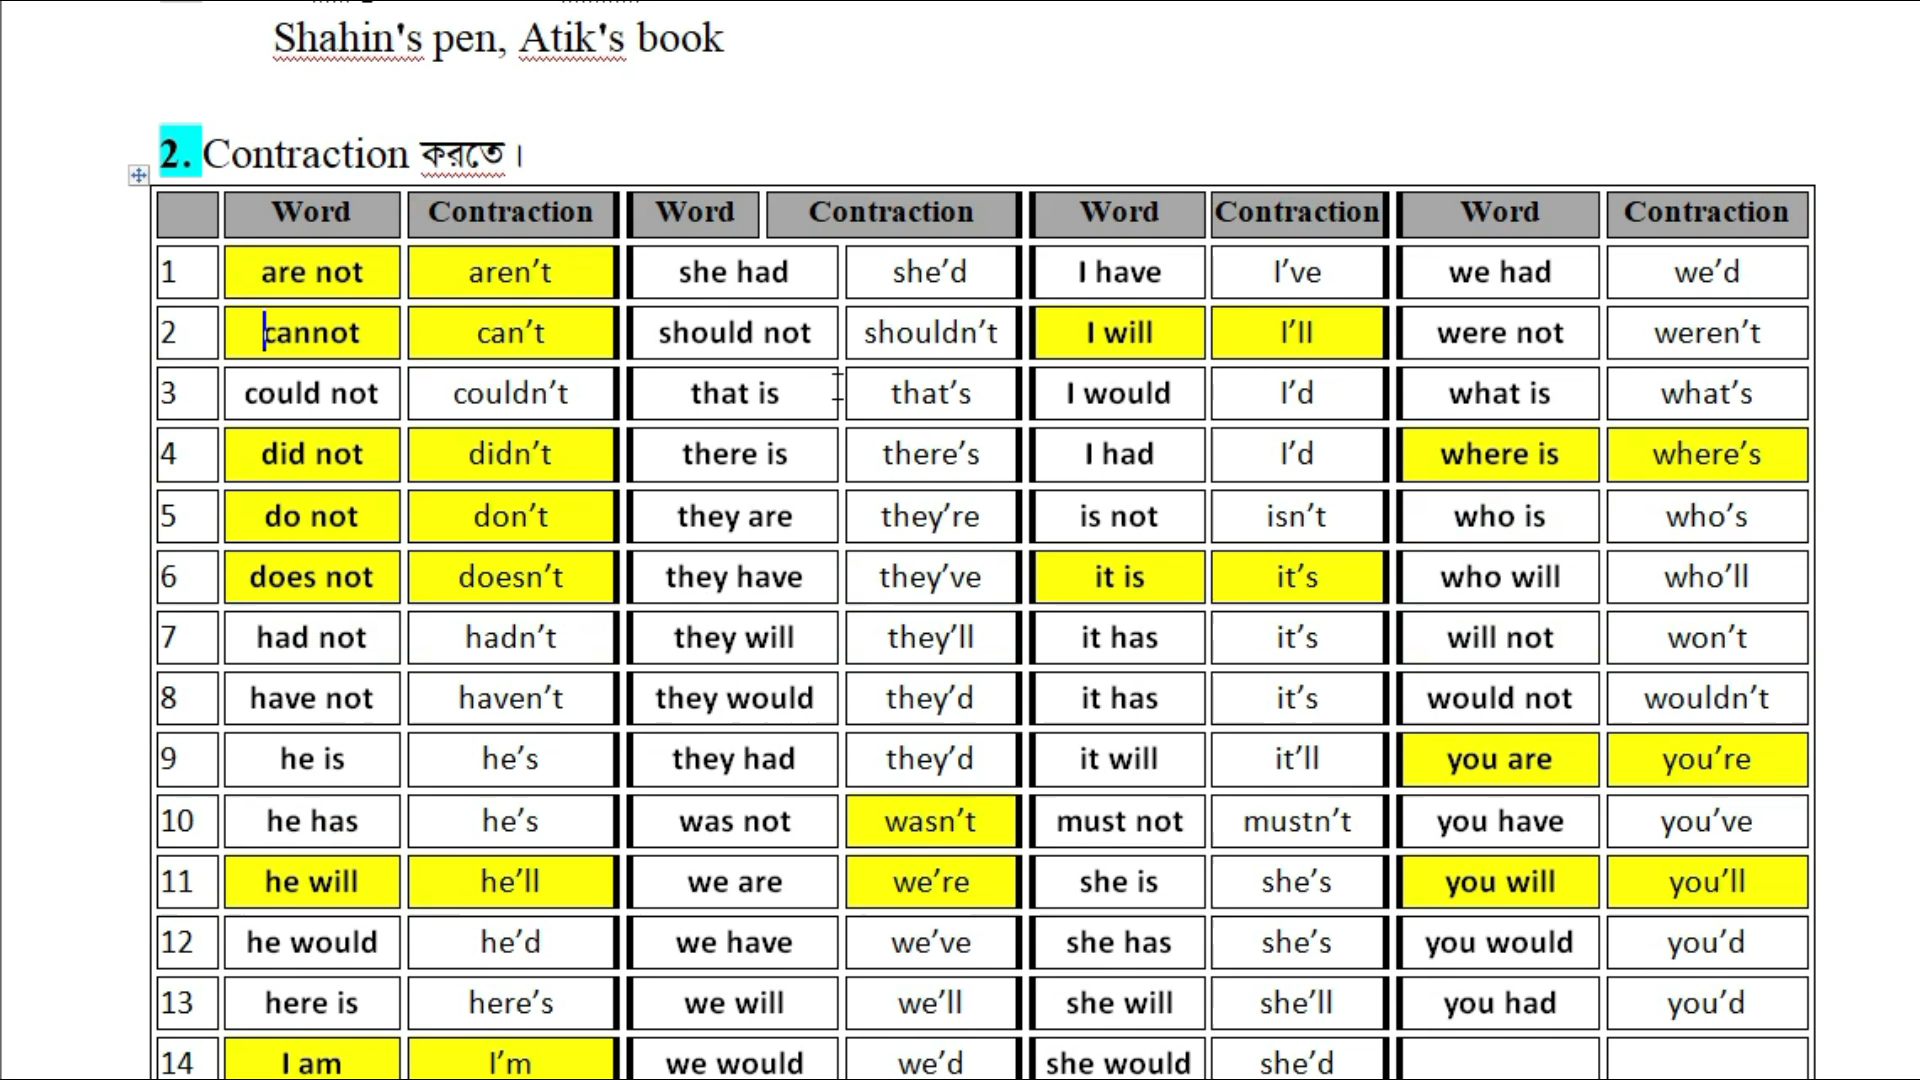 Shahin's pen, Atik's book
2. Contraction করতে।
Word Contraction Word Contraction Word Contraction Word Contraction
1 are not aren’t she had she’d I have I’ve we had we’d
2 cannot can’t should not shouldn’t I will I’ll were not weren’t
3 could not couldn’t that is that’s I would I’d what is what’s
4 did not didn’t there is there’s I had I’d where is where’s
5 do not don’t they are they’re is not isn’t who is who’s
6 does not doesn’t they have they’ve it is it’s who will who’ll
7 had not hadn’t they will they’ll it has it’s will not won’t
8 have not haven’t they would they’d it has it’s would not wouldn’t
9 he is he’s they had they’d it will it’ll you are you’re
10 he has he’s was not wasn’t must not mustn’t you have you’ve
11 he will he’ll we are we’re she is she’s you will you’ll
12 he would he’d we have we’ve she has she’s you would you’d
13 here is here’s we will we’ll she will she’ll you had you’d
14 I am I’m we would we’d she would she’d